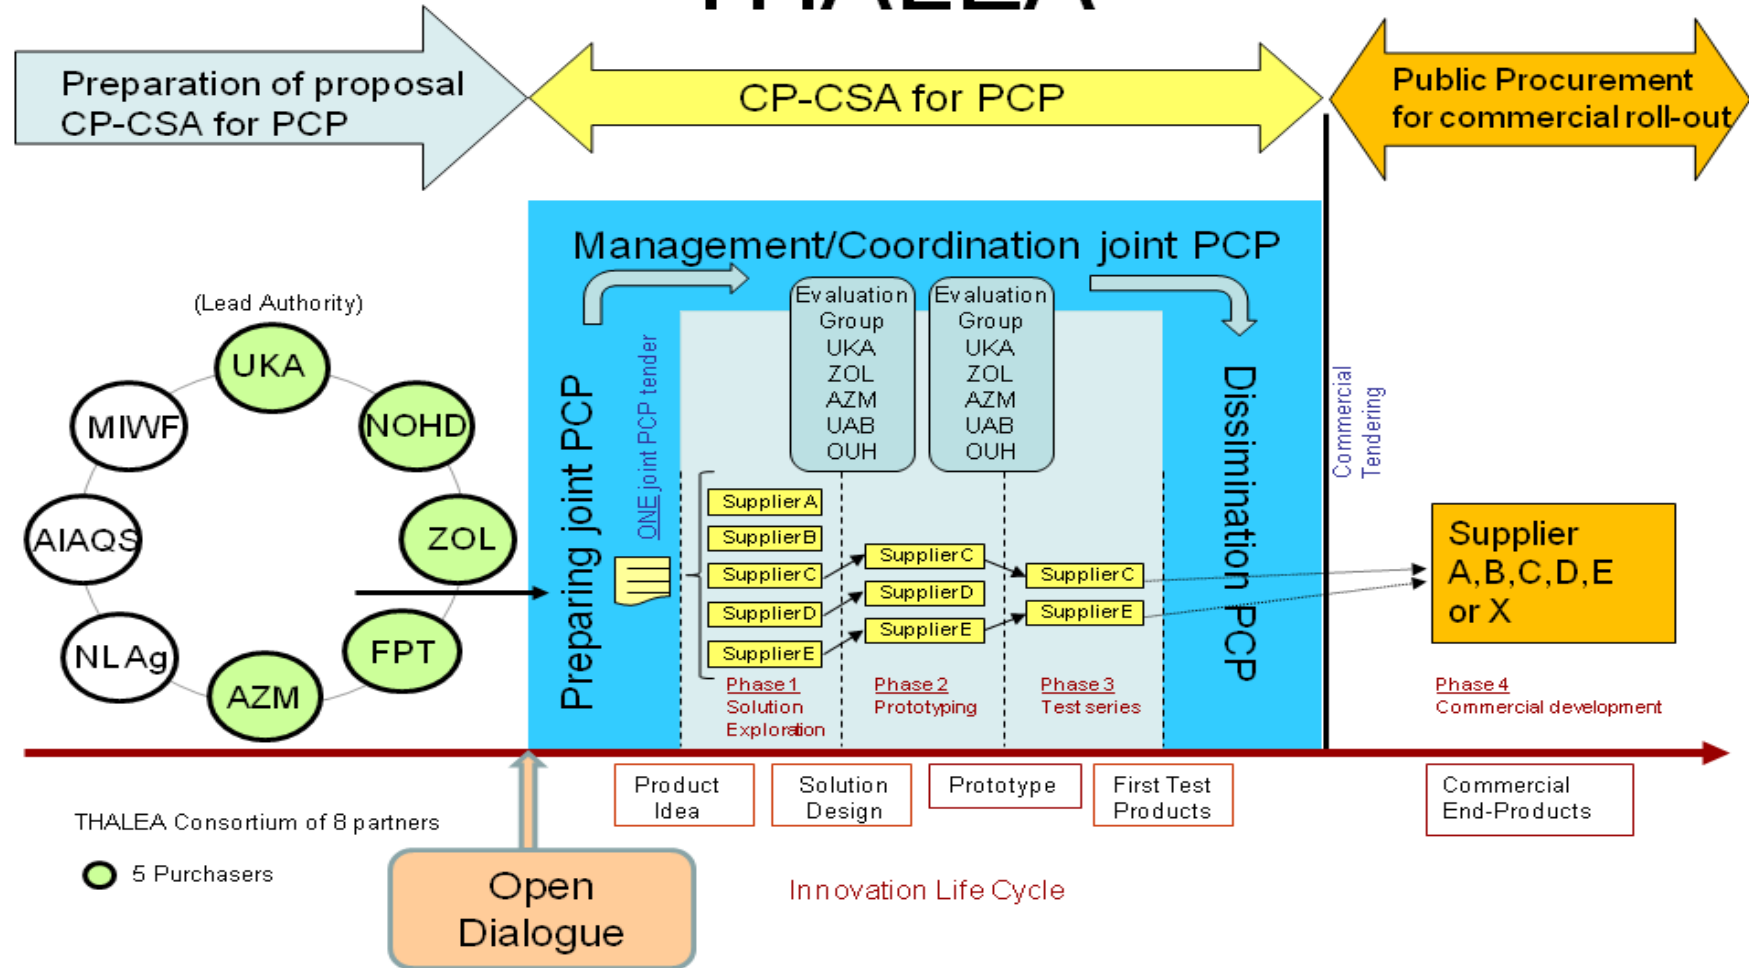 THALEA
Preparation of proposal
CP-CSA for PCP
CP-CSA for PCP
Public Procurement
for commercial roll-out
Management/Coordination joint PCP
(Lead Authority)
UKA
NOHD
ZOL
FPT
AZM
NLAg
AIAQS
MIWF
Preparing joint PCP
ONE joint PCP tender
Evaluation
Group
UKA
ZOL
AZM
UAB
OUH
Evaluation
Group
UKA
ZOL
AZM
UAB
OUH
Supplier A
Supplier B
Supplier C
Supplier D
Supplier E
Supplier C
Supplier D
Supplier E
Supplier C
Supplier E
Phase 1
Solution
Exploration
Phase 2
Prototyping
Phase 3
Test series
Dissimination PCP
Commercial
Tendering
Supplier
A,B,C,D,E
or X
Phase 4
Commercial development
Product
Idea
Solution
Design
Prototype
First Test
Products
Commercial
End-Products
THALEA Consortium of 8 partners
5 Purchasers
Open
Dialogue
Innovation Life Cycle